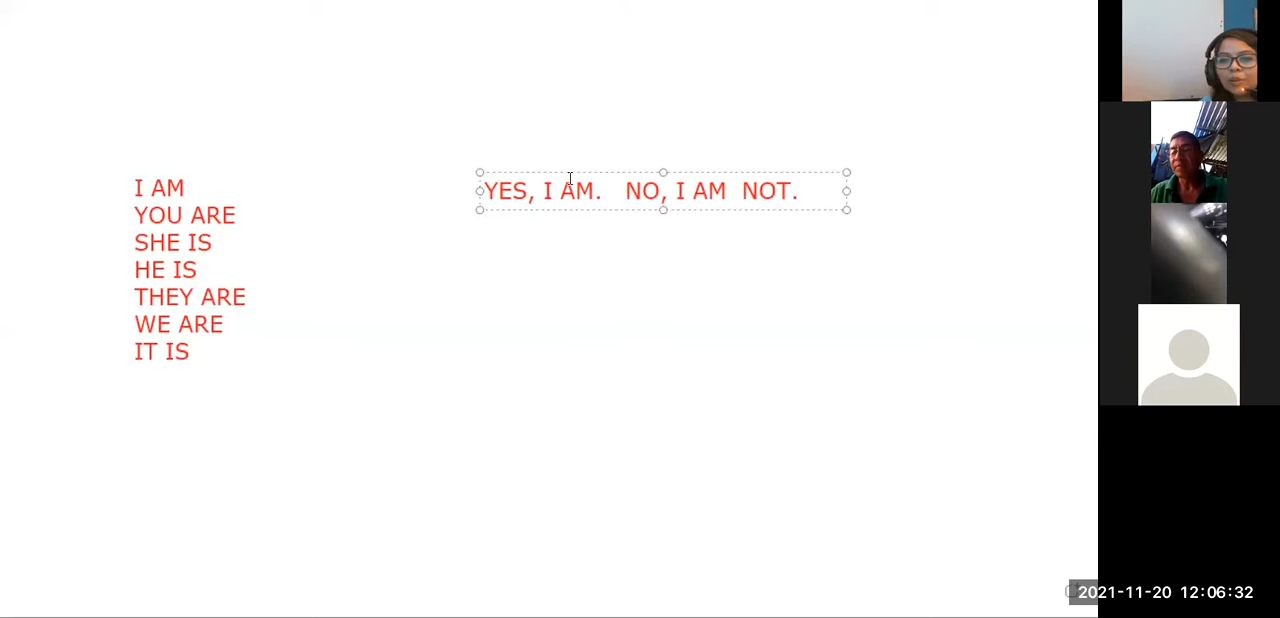 I AM
YOU ARE
SHE IS
HE IS
THEY ARE
WE ARE
IT IS
YES, I AM.   NO, I AM  NOT.
2021-11-20 12:06:32